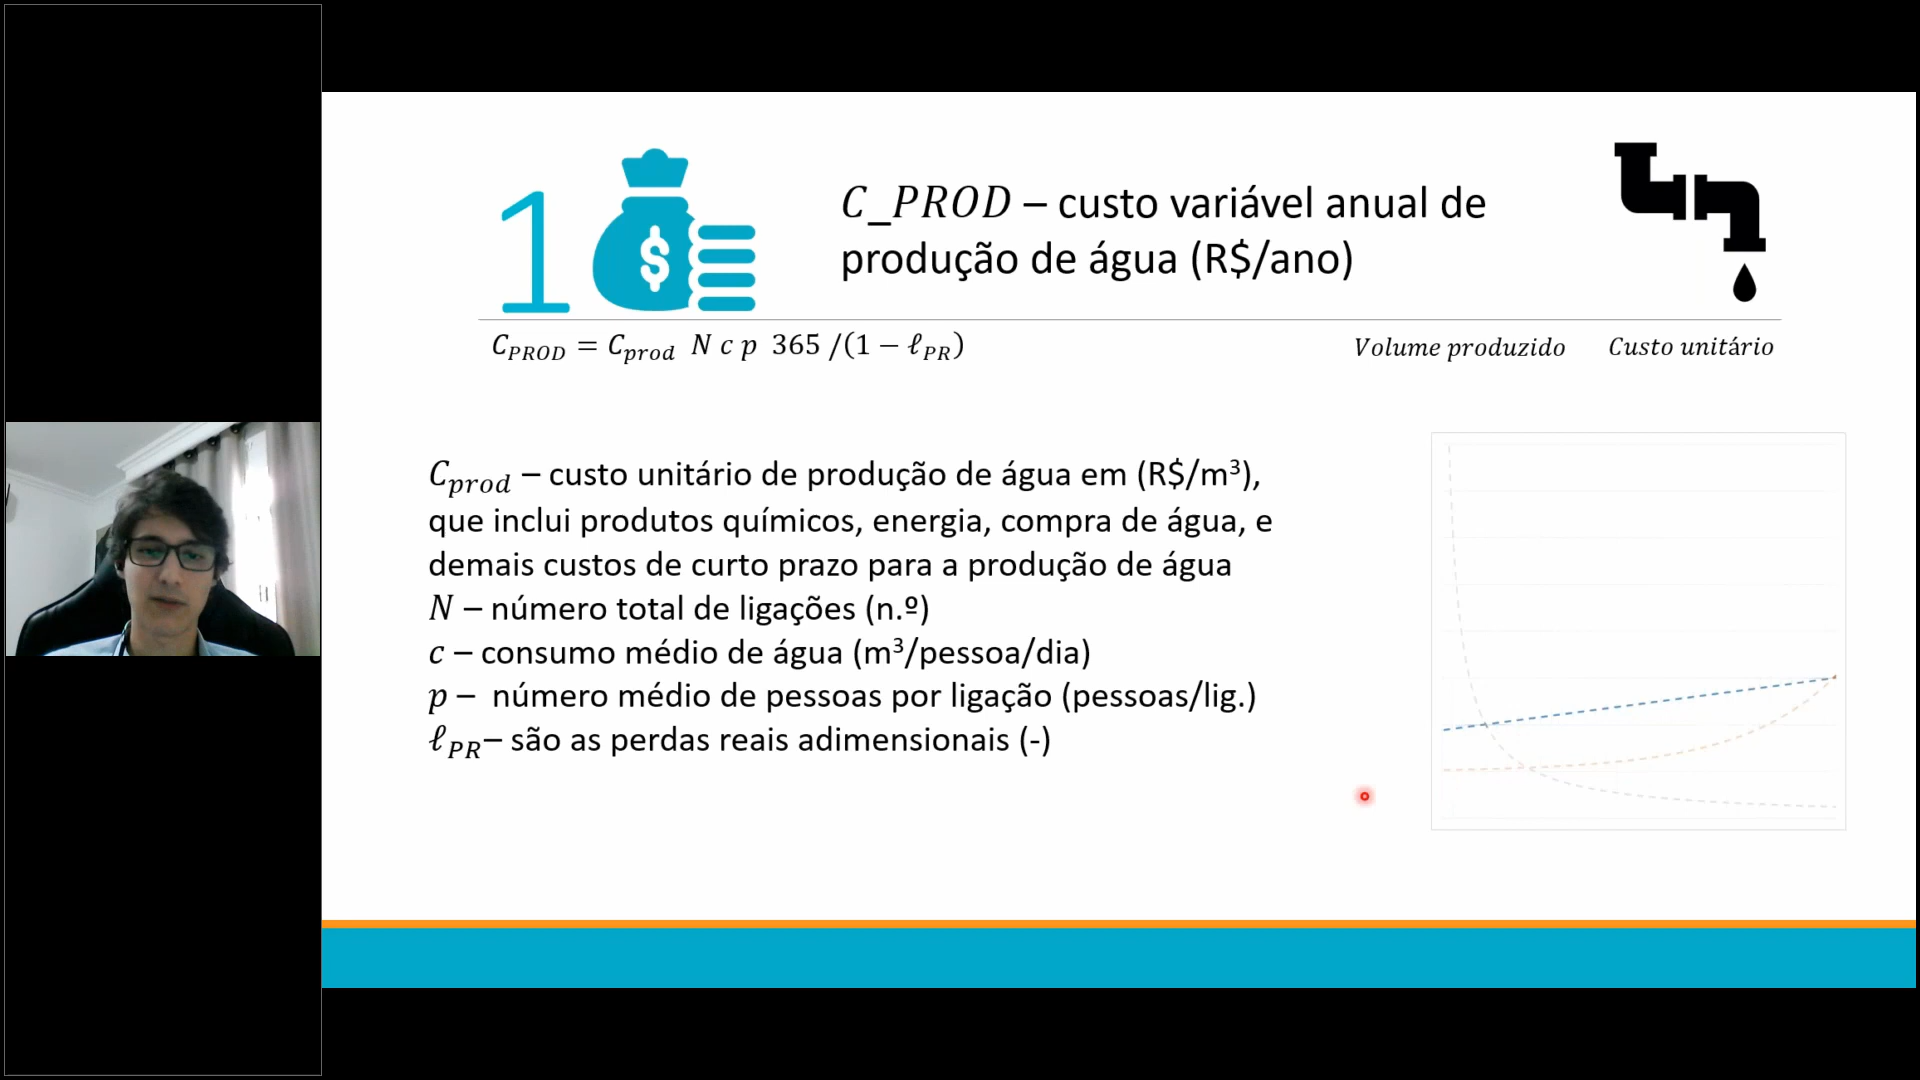 1
$
C_PROD – custo variável anual de
produção de água (R$/ano)
C_PROD = C_prod N c p 365 /(1 − ℓ_PR)
Volume produzido Custo unitário
C_prod – custo unitário de produção de água em (R$/m³),
que inclui produtos químicos, energia, compra de água, e
demais custos de curto prazo para a produção de água
N – número total de ligações (n.º)
c – consumo médio de água (m³/pessoa/dia)
p – número médio de pessoas por ligação (pessoas/lig.)
ℓ_PR– são as perdas reais adimensionais (-)